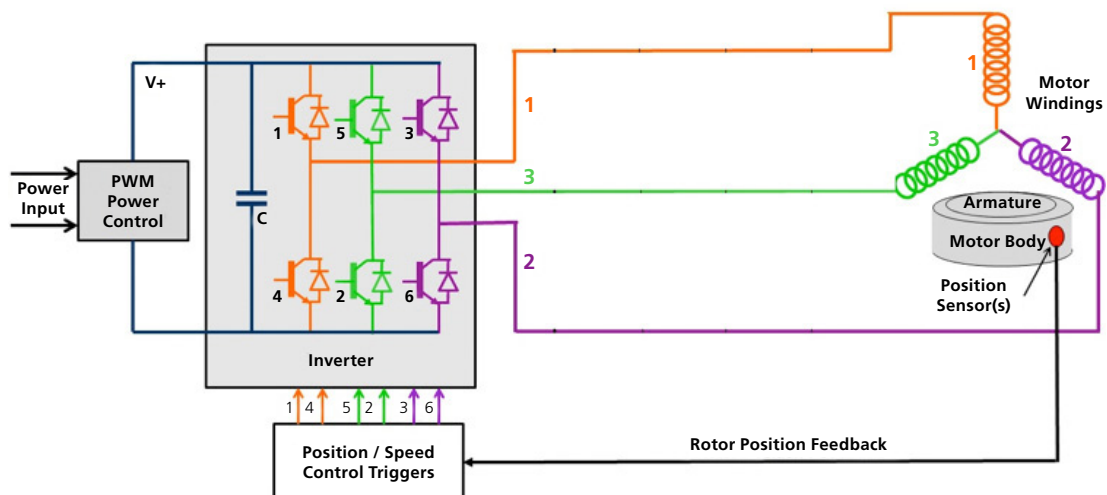 V+
1
5
3
PWM
Power
Control
Power
Input
C
4
2
6
Inverter
1
3
2
1
Motor
Windings
3
2
Armature
Motor Body
Position
Sensor(s)
1 4 5 2 3 6
Position / Speed
Control Triggers
Rotor Position Feedback